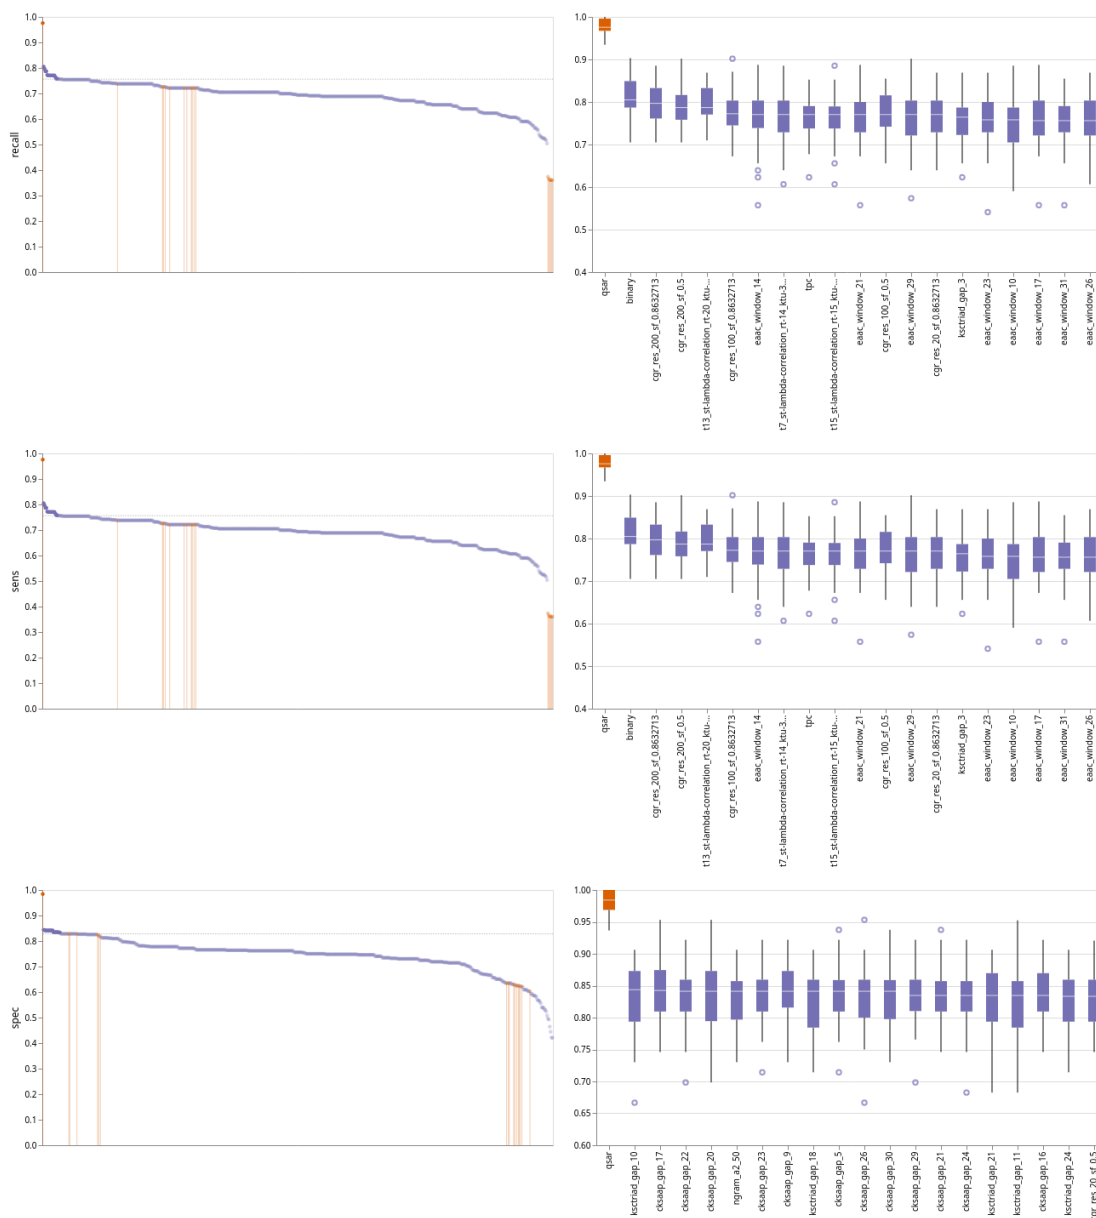 1.0
0.9
0.8
0.7
0.6
0.5
0.4
0.3
0.2
0.1
0.0
recall
1.0
0.9
0.8
0.7
0.6
0.5
0.4
qsar
binary
cgr_res_200_sf_0.8632713
cgr_res_200_sf_0.5
t13_st-lambda-correlation_rt-20_ktu-...
cgr_res_100_sf_0.8632713
eaac_window_14
t7_st-lambda-correlation_rt-14_ktu-3...
tpc
t15_st-lambda-correlation_rt-15_ktu-...
eaac_window_21
cgr_res_100_sf_0.5
eaac_window_29
cgr_res_20_sf_0.8632713
ksctriad_gap_3
eaac_window_23
eaac_window_10
eaac_window_17
eaac_window_31
eaac_window_26
1.0
0.9
0.8
0.7
0.6
0.5
0.4
0.3
0.2
0.1
0.0
sens
1.0
0.9
0.8
0.7
0.6
0.5
0.4
qsar
binary
cgr_res_200_sf_0.8632713
cgr_res_200_sf_0.5
t13_st-lambda-correlation_rt-20_ktu-...
cgr_res_100_sf_0.8632713
eaac_window_14
t7_st-lambda-correlation_rt-14_ktu-3...
tpc
t15_st-lambda-correlation_rt-15_ktu-...
eaac_window_21
cgr_res_100_sf_0.5
eaac_window_29
cgr_res_20_sf_0.8632713
ksctriad_gap_3
eaac_window_23
eaac_window_10
eaac_window_17
eaac_window_31
eaac_window_26
1.0
0.9
0.8
0.7
0.6
0.5
0.4
0.3
0.2
0.1
0.0
spec
1.00
0.95
0.90
0.85
0.80
0.75
0.70
0.65
0.60
qsar
ksctriad_gap_10
cksaap_gap_17
cksaap_gap_22
cksaap_gap_20
ngram_a2_50
cksaap_gap_23
cksaap_gap_9
ksctriad_gap_18
cksaap_gap_5
cksaap_gap_26
cksaap_gap_30
cksaap_gap_29
cksaap_gap_21
cksaap_gap_24
ksctriad_gap_21
ksctriad_gap_11
cksaap_gap_16
ksctriad_gap_24
cgr_res_20_sf_0.5